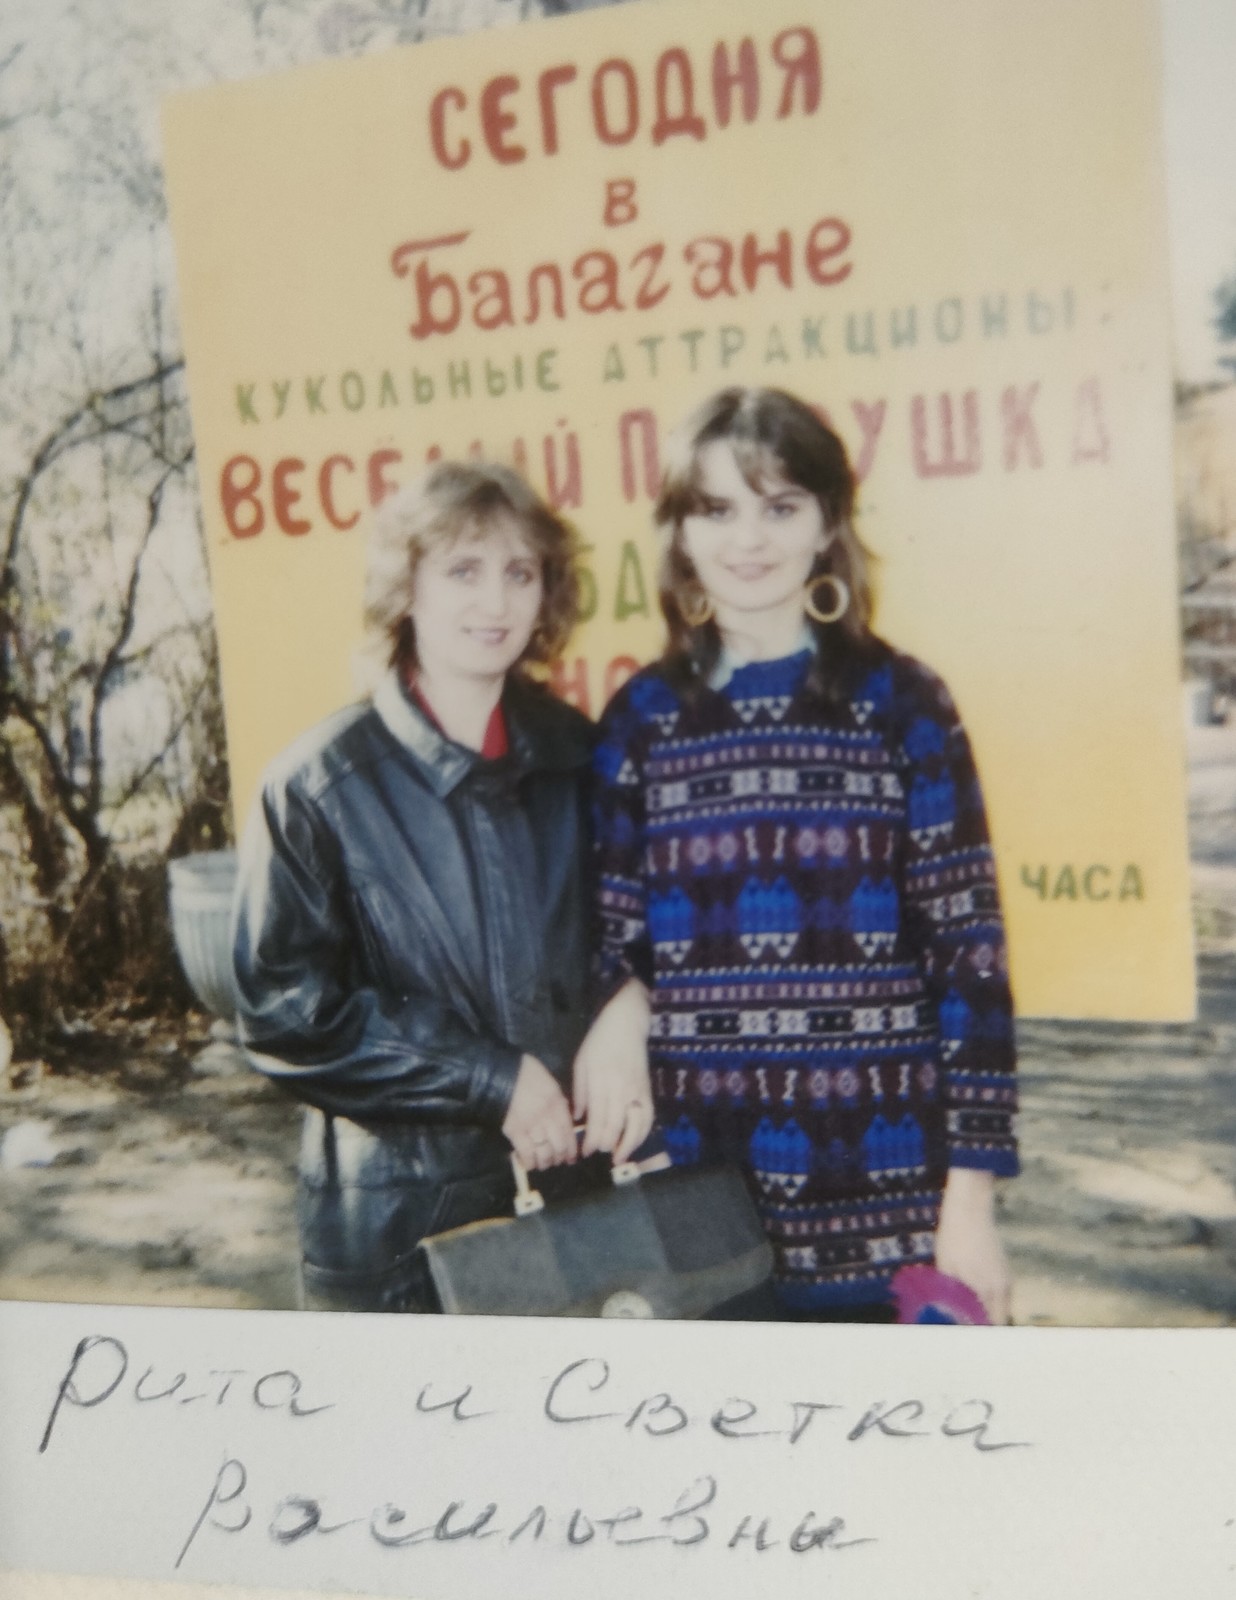 СЕГОДНЯ
в
Балагане
КУКОЛЬНЫЕ АТТРАКЦИОНЫ:
ЧАСА
Рита и Светка
Васильевны